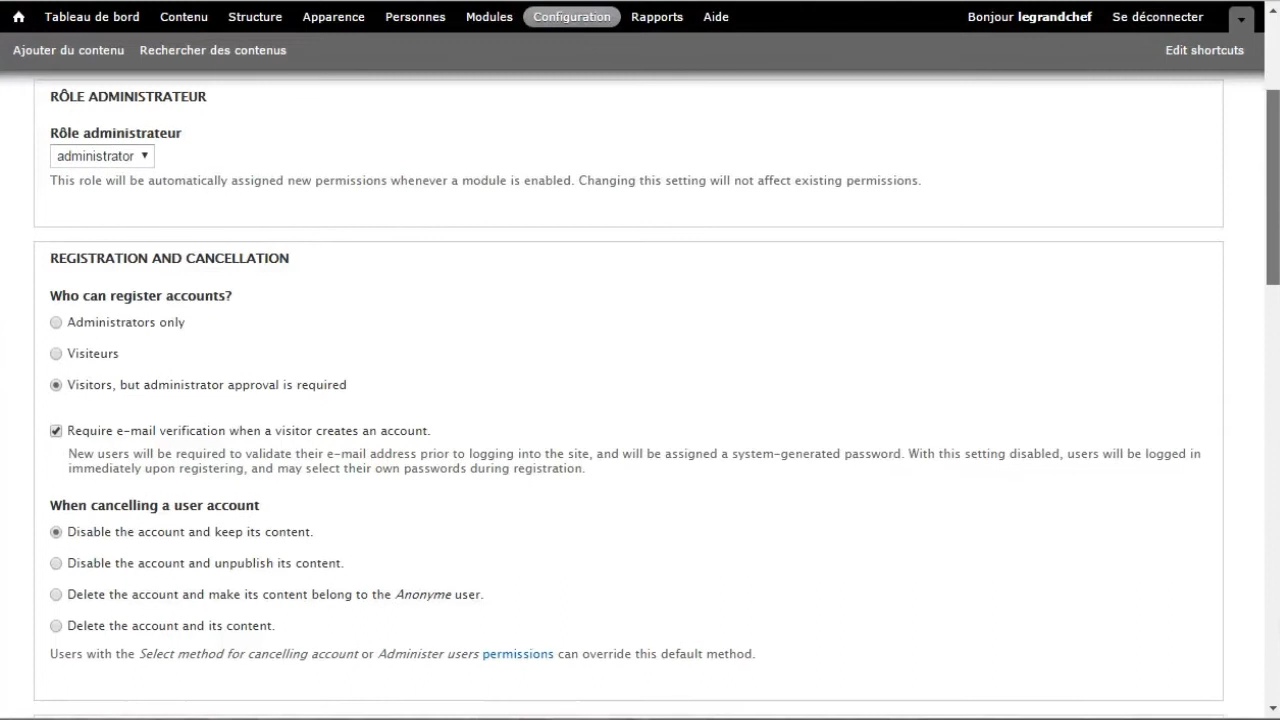 Tableau de bord Contenu Structure Apparence Personnes Modules Configuration Rapports Aide Bonjour legrandchef Se déconnecter
Ajouter du contenu Rechercher des contenus Edit shortcuts
RÔLE ADMINISTRATEUR
Rôle administrateur
administrator
This role will be automatically assigned new permissions whenever a module is enabled. Changing this setting will not affect existing permissions.
REGISTRATION AND CANCELLATION
Who can register accounts?
Administrators only
Visiteurs
Visitors, but administrator approval is required
Require e-mail verification when a visitor creates an account.
New users will be required to validate their e-mail address prior to logging into the site, and will be assigned a system-generated password. With this setting disabled, users will be logged in
immediately upon registering, and may select their own passwords during registration.
When cancelling a user account
Disable the account and keep its content.
Disable the account and unpublish its content.
Delete the account and make its content belong to the Anonyme user.
Delete the account and its content.
Users with the Select method for cancelling account or Administer users permissions can override this default method.